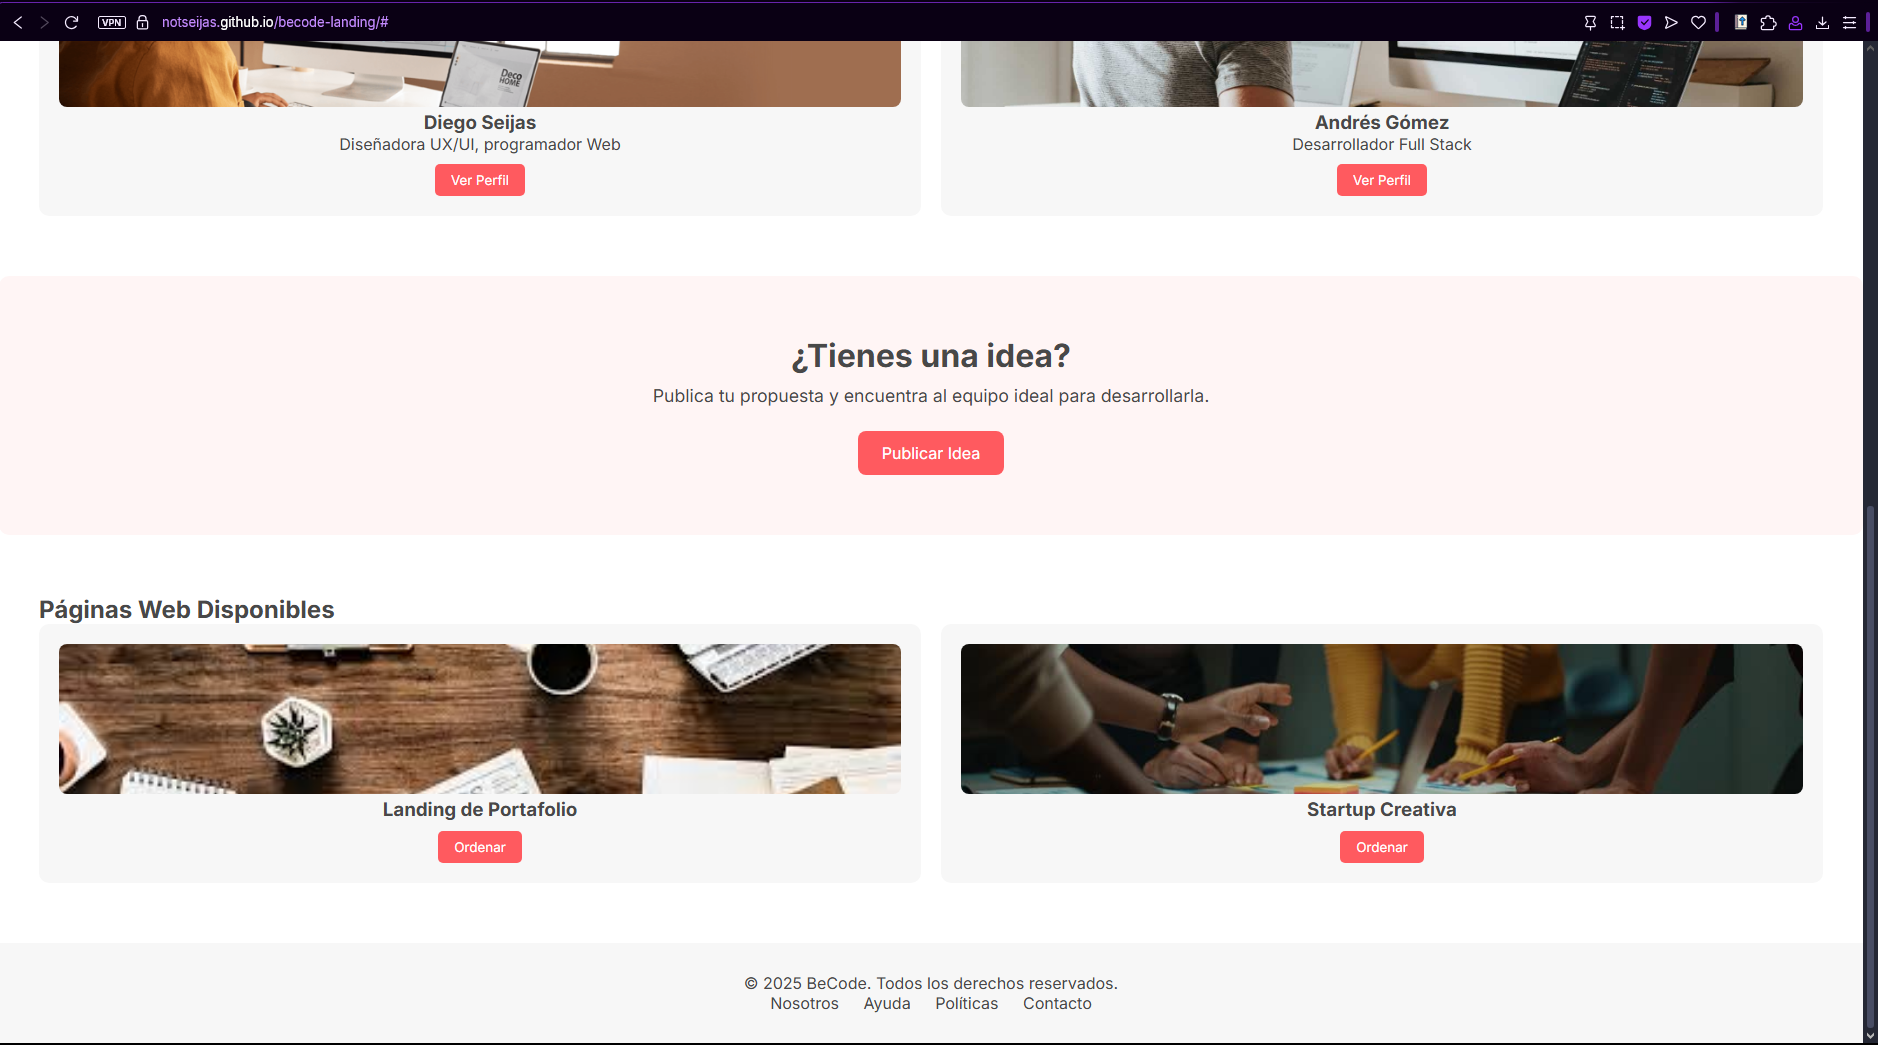 VPN
notseijas.github.io/becode-landing/#
Deco
HOME
Diego Seijas
Diseñadora UX/UI, programador Web
Ver Perfil
Andrés Gómez
Desarrollador Full Stack
Ver Perfil
¿Tienes una idea?
Publica tu propuesta y encuentra al equipo ideal para desarrollarla.
Publicar Idea
Páginas Web Disponibles
Landing de Portafolio
Ordenar
Startup Creativa
Ordenar
© 2025 BeCode. Todos los derechos reservados.
Nosotros Ayuda Políticas Contacto